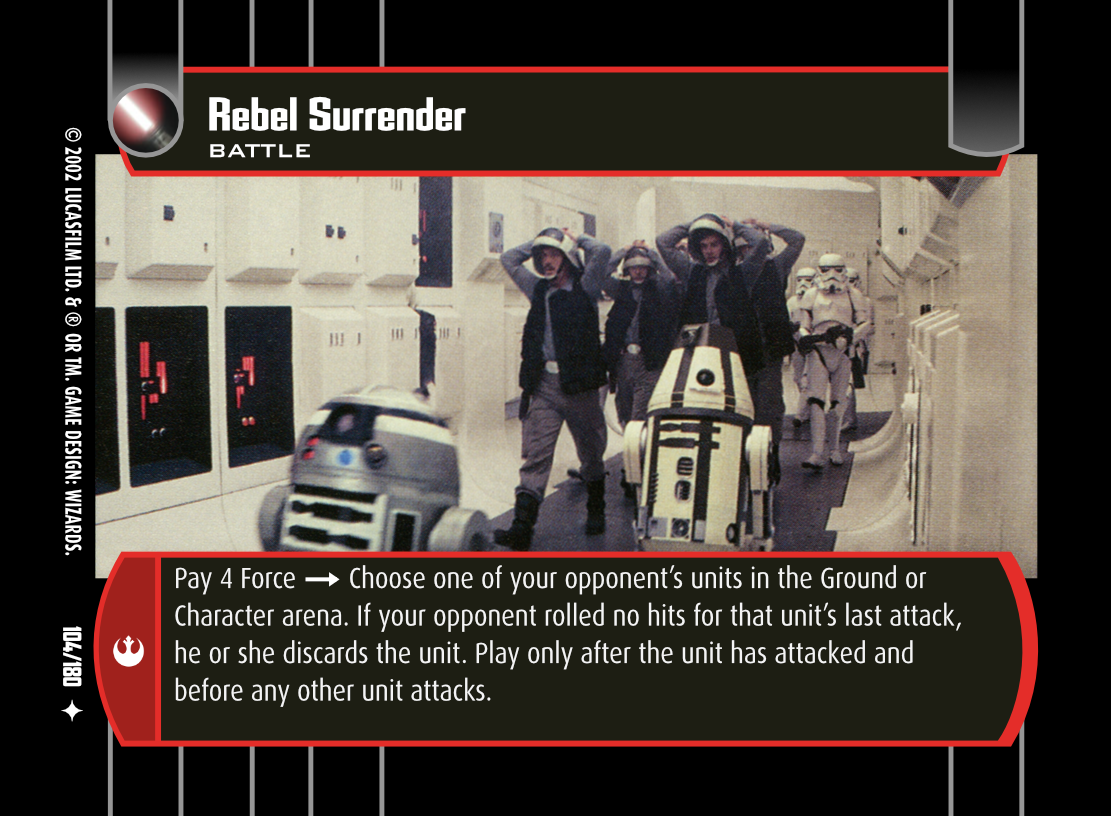 Rebel Surrender
BATTLE
Pay 4 Force → Choose one of your opponent’s units in the Ground or
Character arena. If your opponent rolled no hits for that unit’s last attack,
he or she discards the unit. Play only after the unit has attacked and
before any other unit attacks.
© 2002 LUCASFILM LTD. & ® OR TM. GAME DESIGN: WIZARDS.
104/180